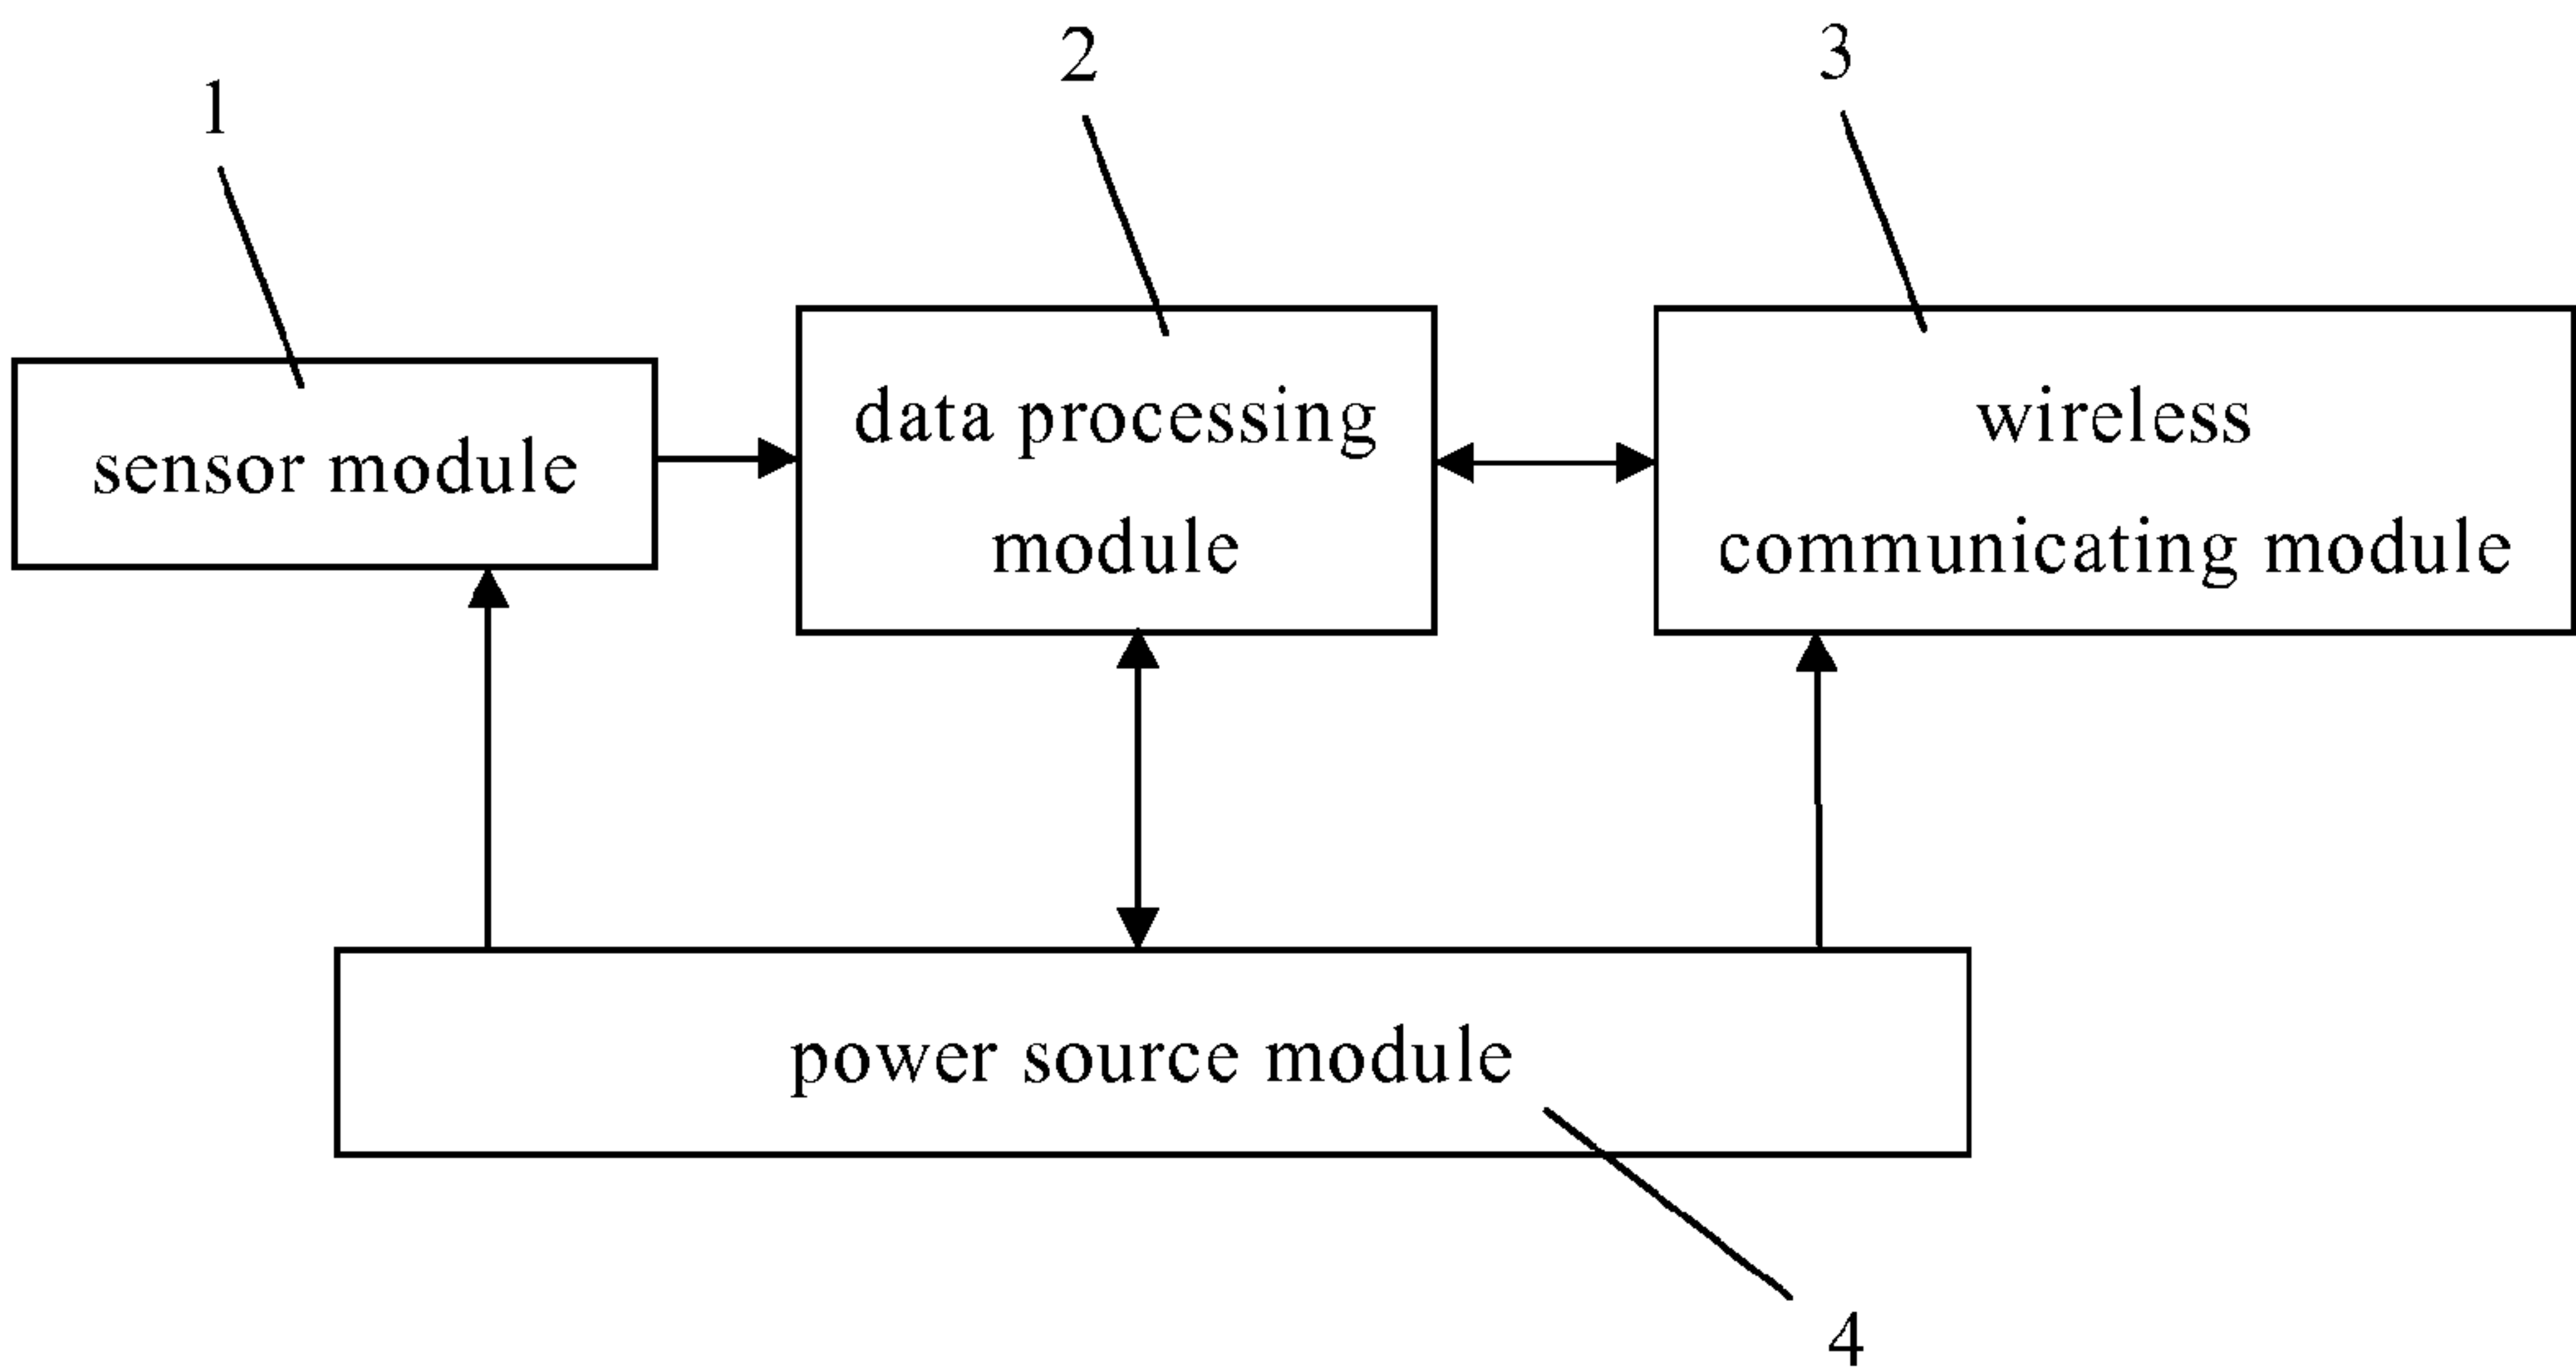 1
2
3
sensor module
data processing
module
wireless
communicating module
power source module
4